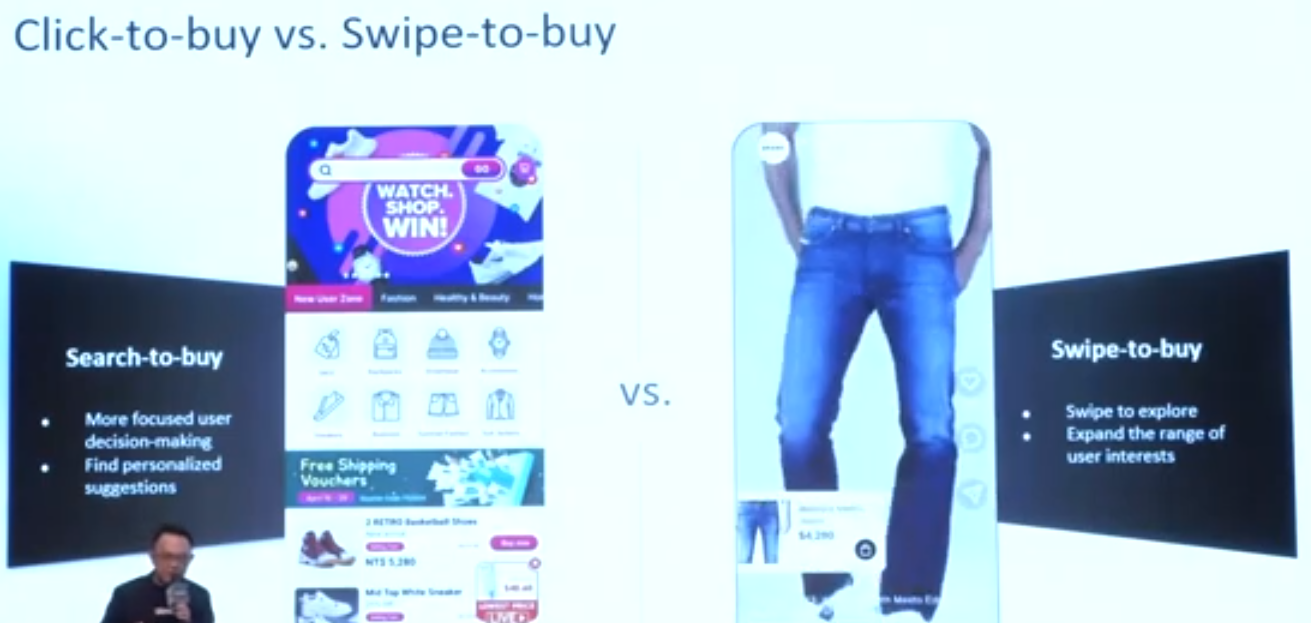 Click-to-buy vs. Swipe-to-buy
Search-to-buy
• More focused user
decision-making
• Find personalized
suggestions
GO
WATCH.
SHOP.
WIN!
New User Zone Fashion Healthy & Beauty
Free Shipping
Vouchers
2 RETRO Basketball Shoes
Buy now
NT$ 5,280
Mid Top White Sneaker
LOWEST PRICE
LIVE
vs.
$4,280
Swipe-to-buy
• Swipe to explore
• Expand the range of
user interests